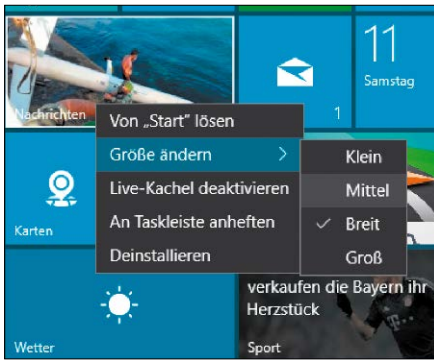 11
Samstag
Nachrichten
1
Von „Start" lösen
Größe ändern
Live-Kachel deaktivieren
An Taskleiste anheften
Deinstallieren
Klein
Mittel
Breit
Groß
Karten
verkaufen die Bayern ihr
Herzstück
Wetter
Sport